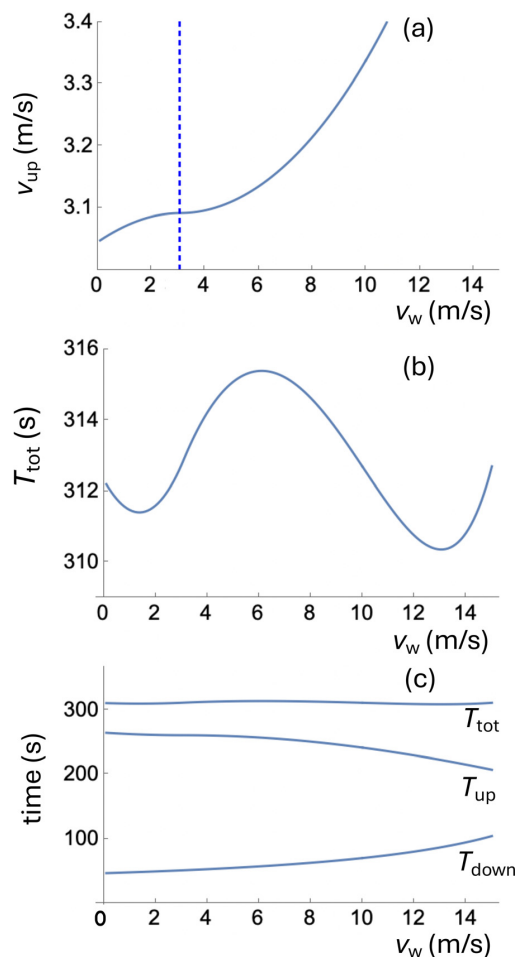 3.4
(a)
3.3
v_up (m/s)
3.2
3.1
0 2 4 6 8 10 12 14
v_w (m/s)
316
(b)
314
T_tot (s)
312
310
0 2 4 6 8 10 12 14
v_w (m/s)
(c)
300
T_tot
time (s)
200
T_up
100
T_down
0
0 2 4 6 8 10 12 14
v_w (m/s)